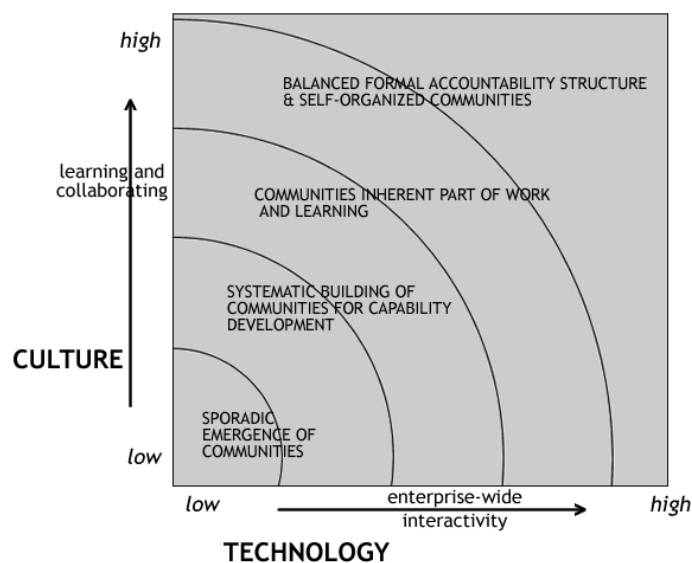 high
BALANCED FORMAL ACCOUNTABILITY STRUCTURE
& SELF-ORGANIZED COMMUNITIES
learning and
collaborating
COMMUNITIES INHERENT PART OF WORK
AND LEARNING
SYSTEMATIC BUILDING OF
COMMUNITIES FOR CAPABILITY
DEVELOPMENT
CULTURE
SPORADIC
EMERGENCE OF
COMMUNITIES
low
low
enterprise-wide
interactivity
high
TECHNOLOGY